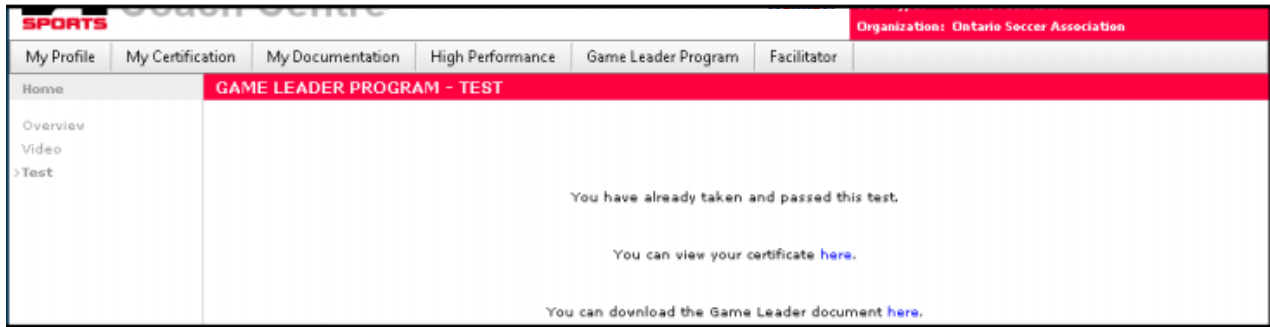 SPORTS
Coach Centre
Organization: Ontario Soccer Association
My Profile My Certification My Documentation High Performance Game Leader Program Facilitator
Home
GAME LEADER PROGRAM - TEST
Overview
Video
>Test
You have already taken and passed this test.
You can view your certificate here.
You can download the Game Leader document here.